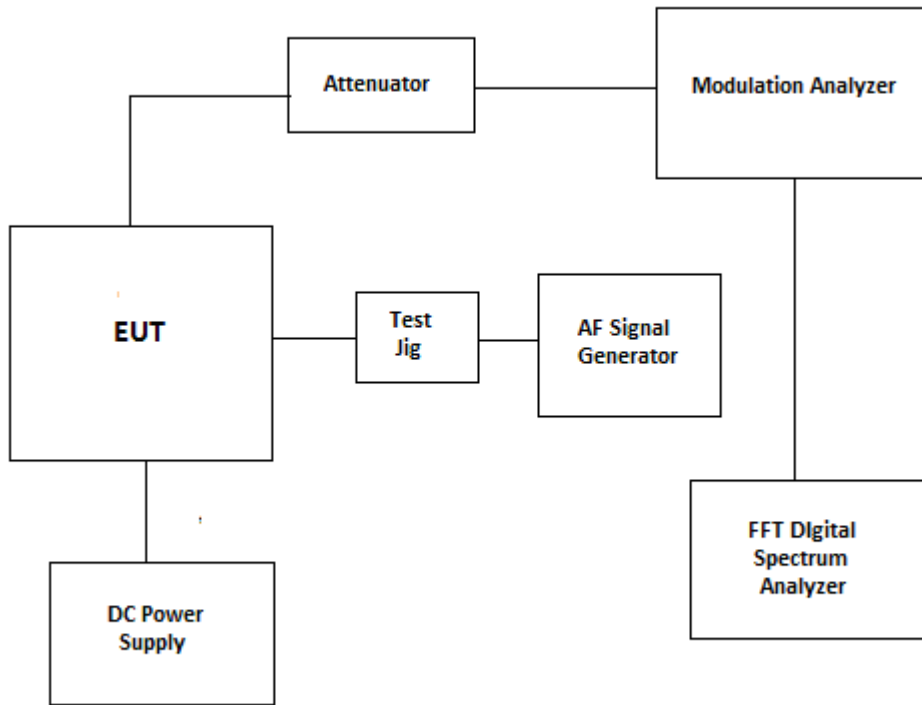 Attenuator
Modulation Analyzer
EUT
Test
Jig
AF Signal
Generator
DC Power
Supply
FFT DIgital
Spectrum
Analyzer